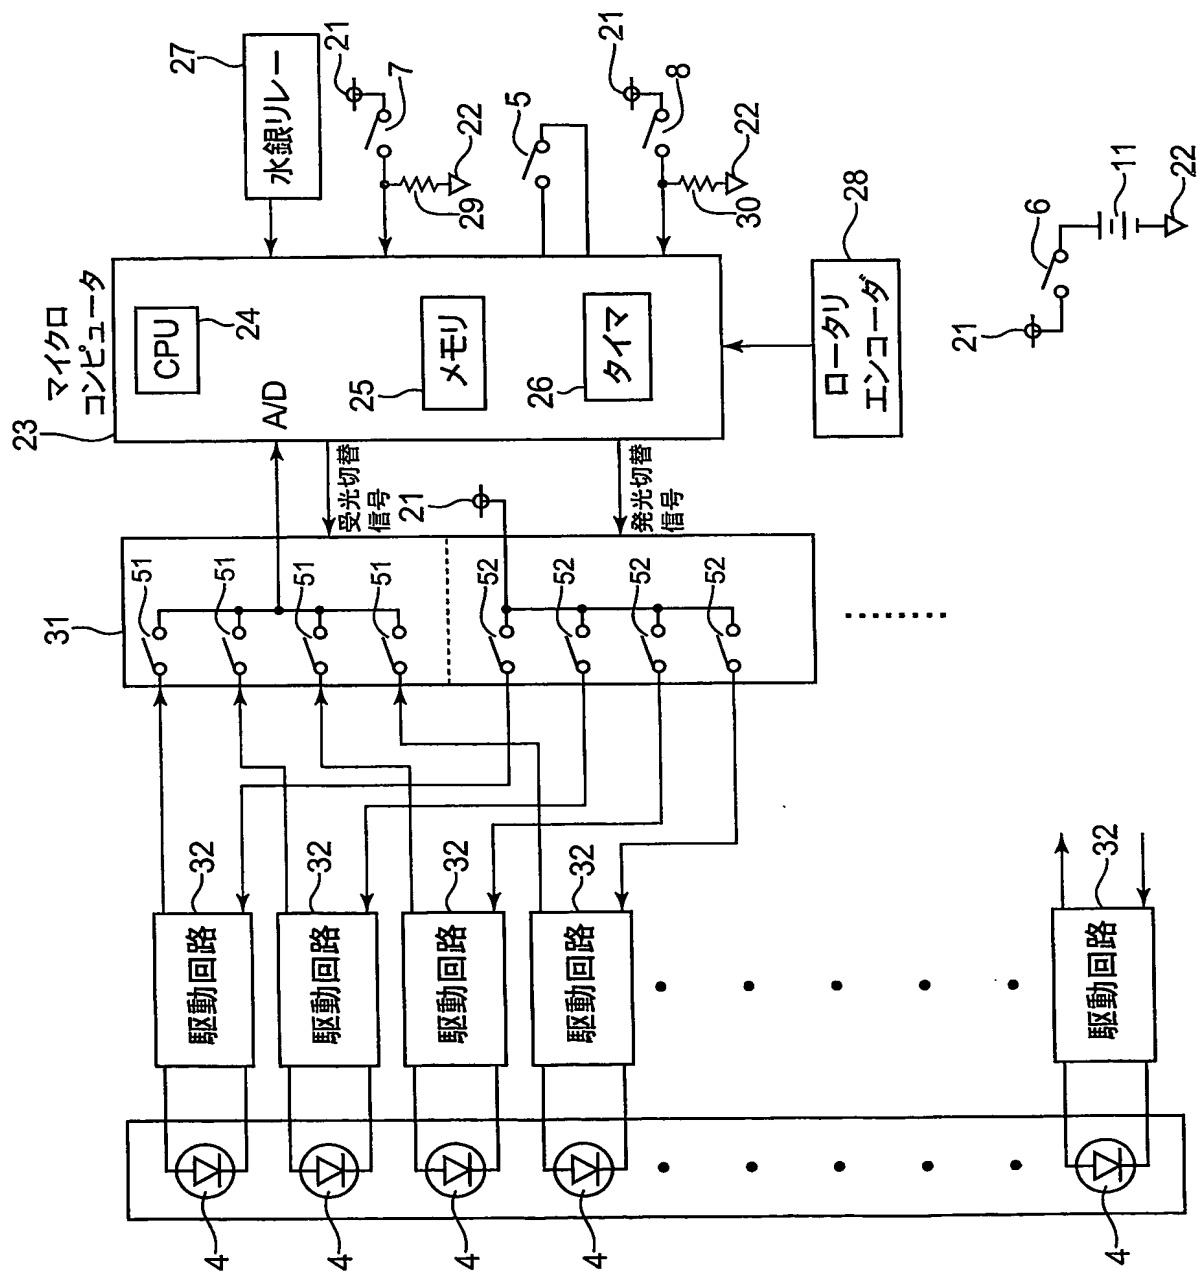 4
4
4
4
4
駆動回路
駆動回路
駆動回路
駆動回路
駆動回路
32
32
32
32
32
31
52
52
52
52
51
51
51
51
21
発光切替
信号
受光切替
信号
23
マイクロ
コンピュータ
A/D
CPU
24
メモリ
25
タイマ
26
ロータリ
エンコーダ
28
水銀リレー
27
21
7
29
22
5
21
8
30
22
21
6
11
22